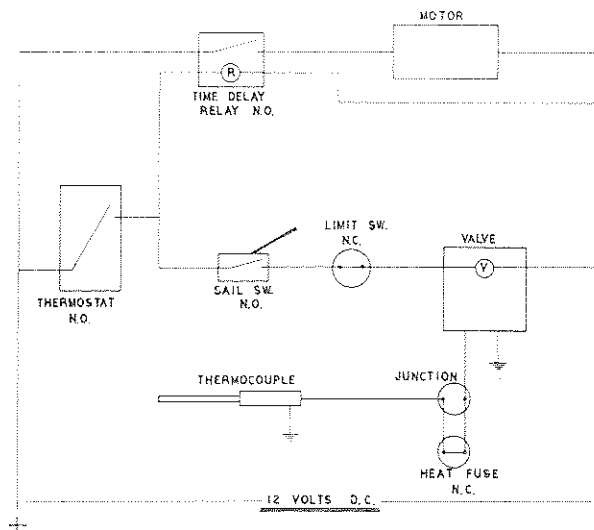 MOTOR
R
TIME DELAY
RELAY N.O.
LIMIT SW.
N.C.
VALVE
V
SAIL SW.
N.O.
THERMOSTAT
N.O.
THERMOCOUPLE
JUNCTION
HEAT FUSE
N.C.
12 VOLTS D.C.